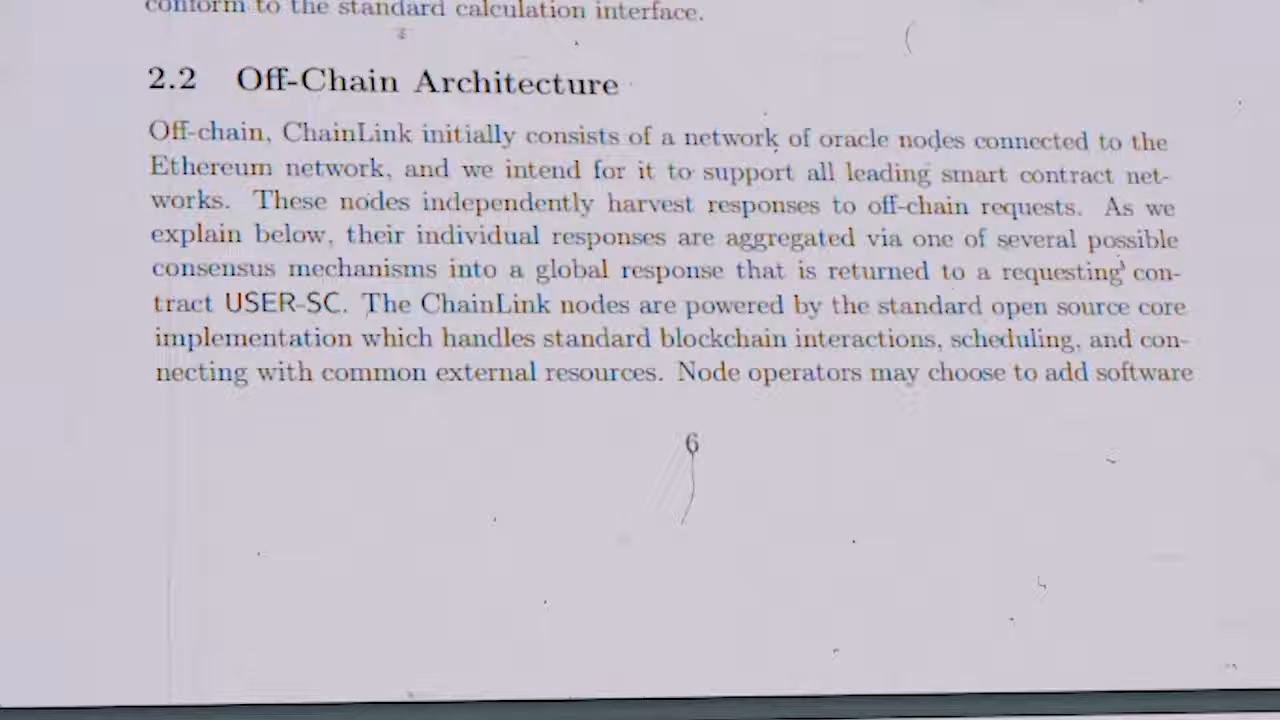 conform to the standard calculation interface.
2.2 Off-Chain Architecture
Off-chain, ChainLink initially consists of a network of oracle nodes connected to the
Ethereum network, and we intend for it to support all leading smart contract net-
works. These nodes independently harvest responses to off-chain requests. As we
explain below, their individual responses are aggregated via one of several possible
consensus mechanisms into a global response that is returned to a requesting con-
tract USER-SC. The ChainLink nodes are powered by the standard open source core
implementation which handles standard blockchain interactions, scheduling, and con-
necting with common external resources. Node operators may choose to add software
6